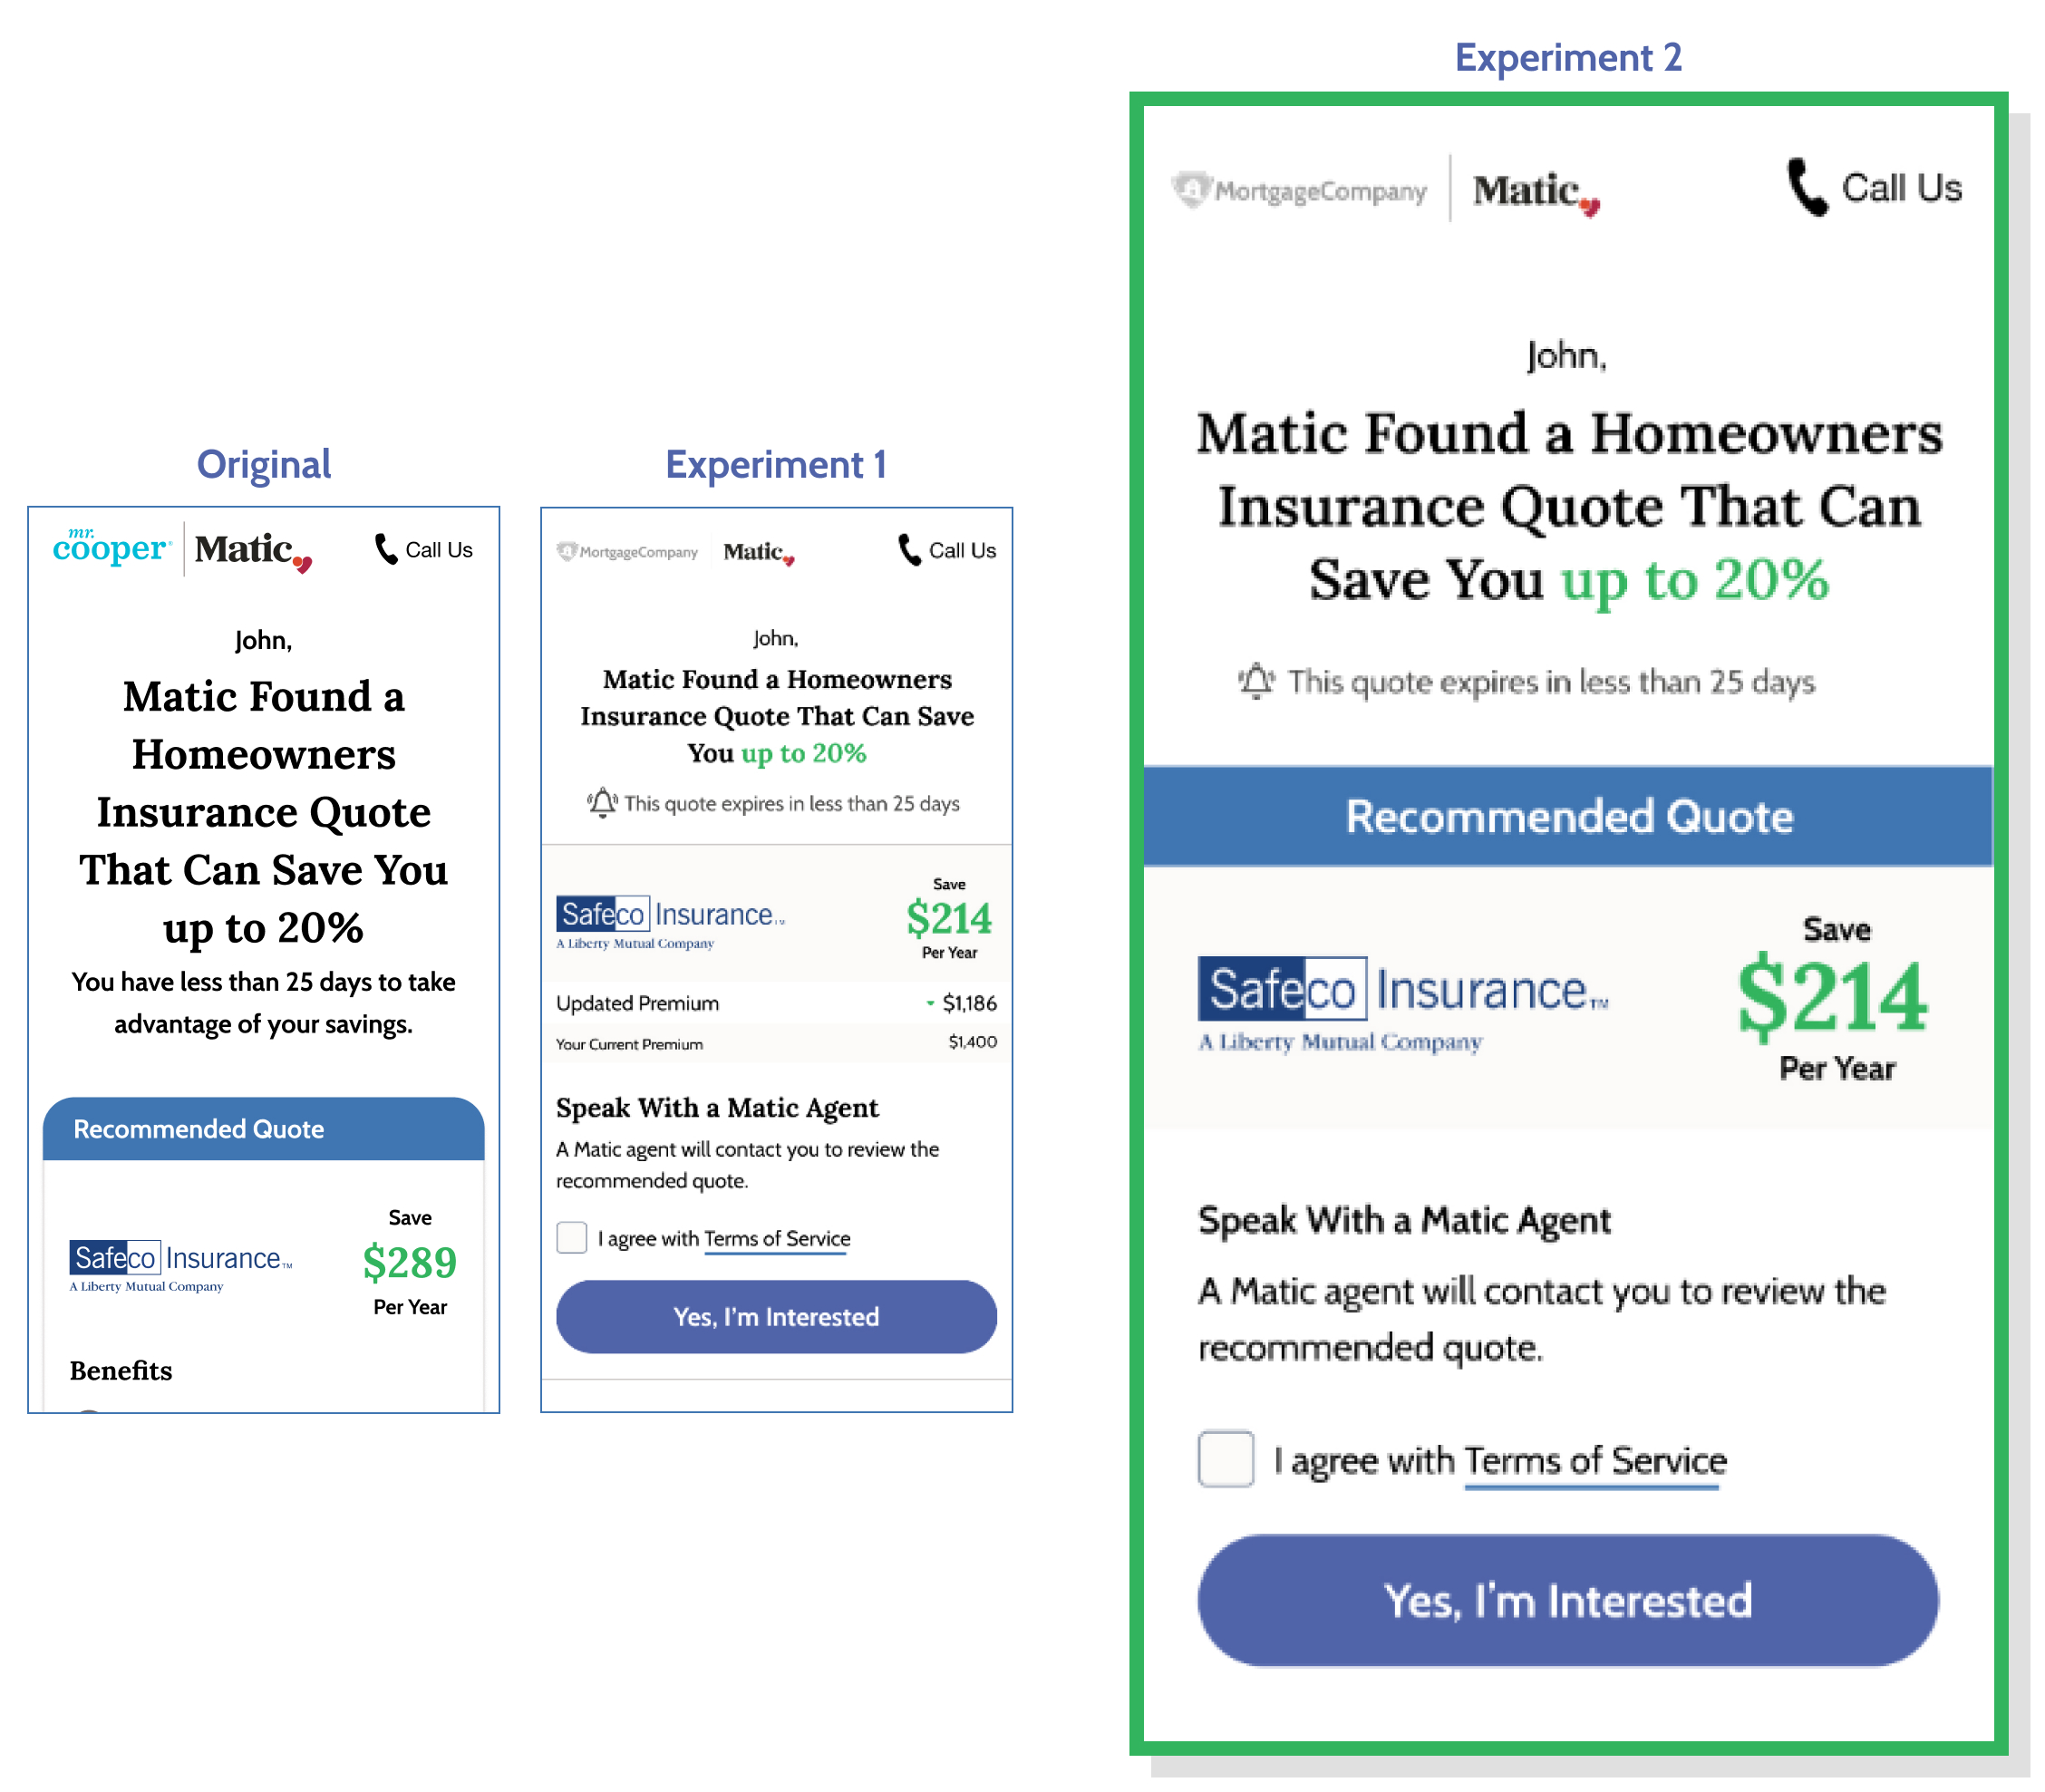 Original
mr.
cooper®
Matic
Call Us
John,
Matic Found a
Homeowners
Insurance Quote
That Can Save You
up to 20%
You have less than 25 days to take
advantage of your savings.
Recommended Quote
Safeco Insurance™
A Liberty Mutual Company
Save
$289
Per Year
Benefits
Experiment 1
MortgageCompany
Matic
Call Us
John,
Matic Found a Homeowners
Insurance Quote That Can Save
You up to 20%
This quote expires in less than 25 days
Safeco Insurance™
A Liberty Mutual Company
Save
$214
Per Year
Updated Premium $1,186
Your Current Premium $1,400
Speak With a Matic Agent
A Matic agent will contact you to review the
recommended quote.
I agree with Terms of Service
Yes, I'm Interested
Experiment 2
MortgageCompany
Matic
Call Us
John,
Matic Found a Homeowners
Insurance Quote That Can
Save You up to 20%
This quote expires in less than 25 days
Recommended Quote
Safeco Insurance™
A Liberty Mutual Company
Save
$214
Per Year
Speak With a Matic Agent
A Matic agent will contact you to review the
recommended quote.
I agree with Terms of Service
Yes, I'm Interested